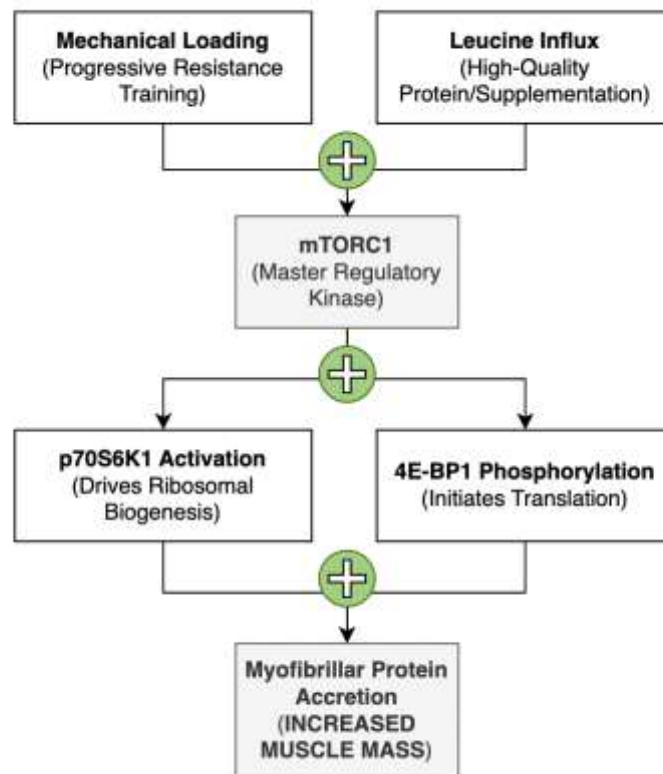 Mechanical Loading
(Progressive Resistance
Training)
Leucine Influx
(High-Quality
Protein/Supplementation)
mTORC1
(Master Regulatory
Kinase)
p70S6K1 Activation
(Drives Ribosomal
Biogenesis)
4E-BP1 Phosphorylation
(Initiates Translation)
Myofibrillar Protein
Accretion
(INCREASED
MUSCLE MASS)